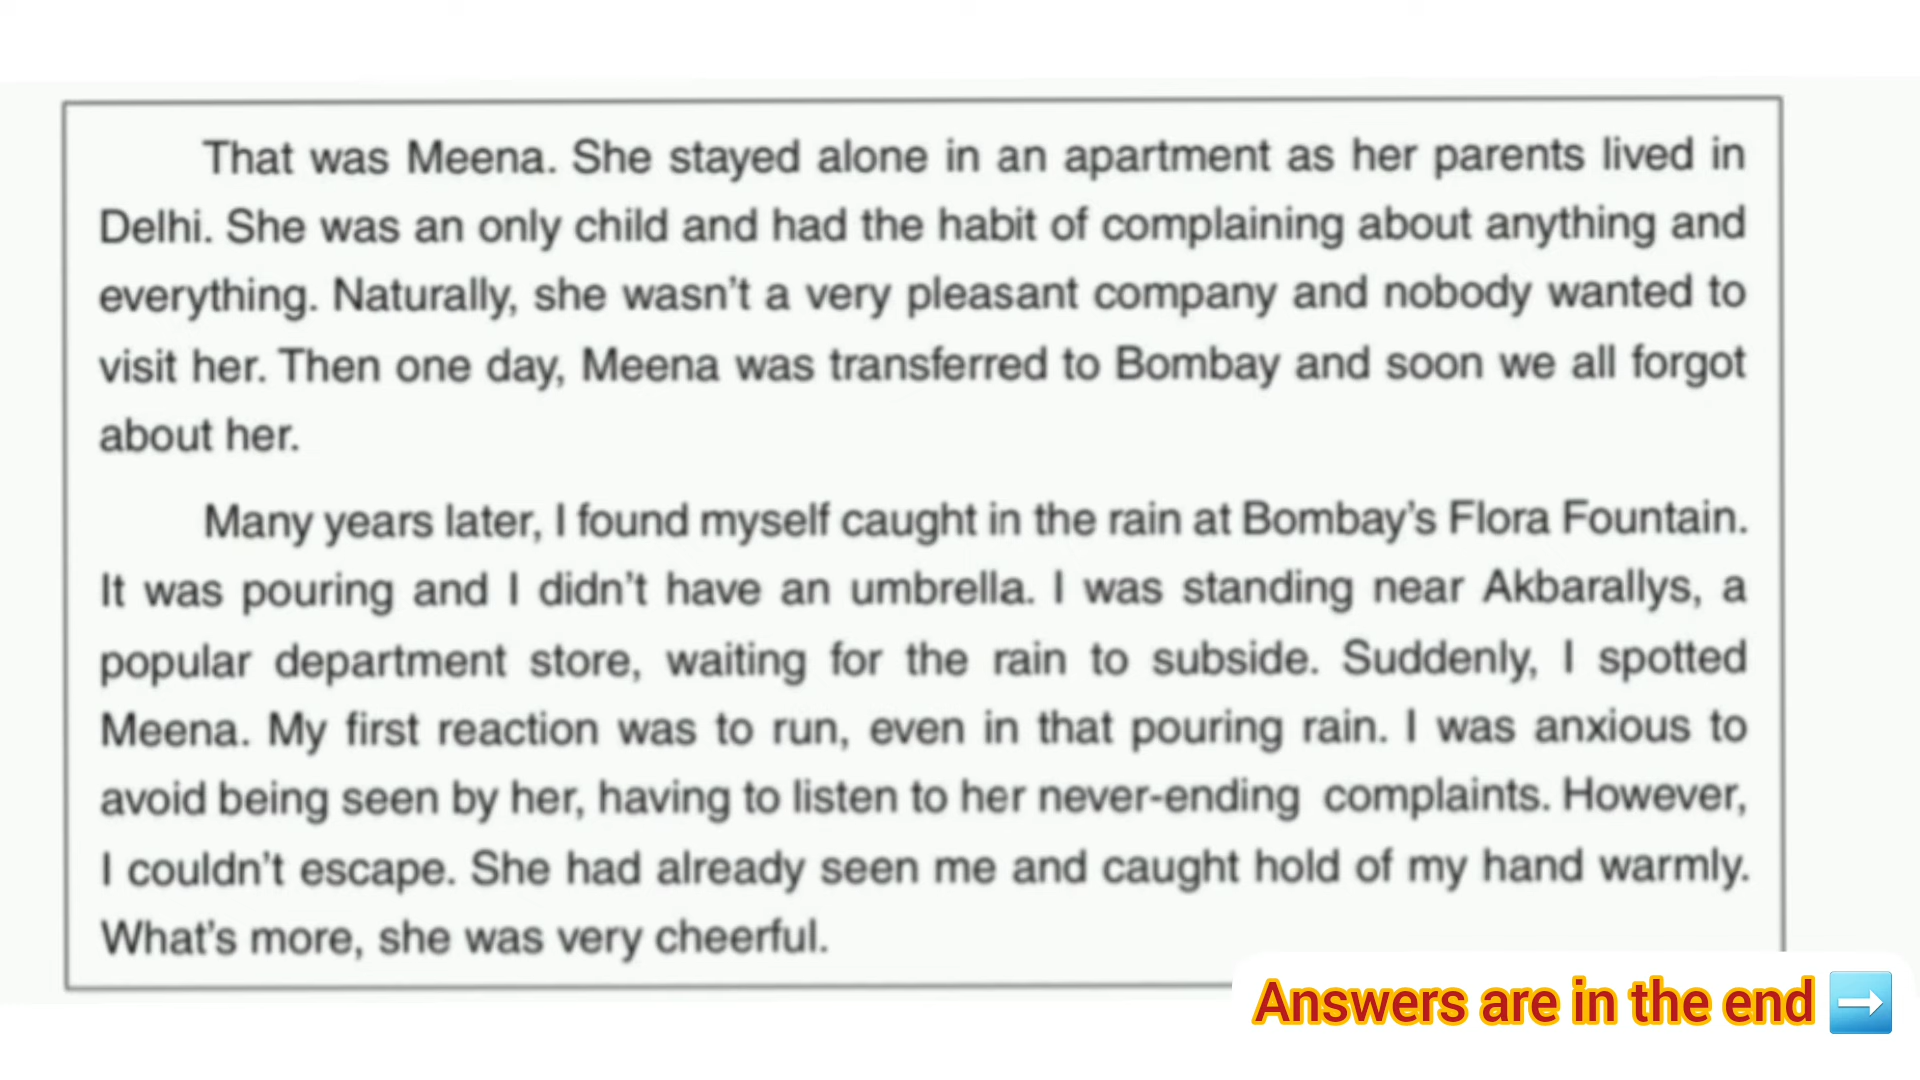 That was Meena. She stayed alone in an apartment as her parents lived in
Delhi. She was an only child and had the habit of complaining about anything and
everything. Naturally, she wasn't a very pleasant company and nobody wanted to
visit her. Then one day, Meena was transferred to Bombay and soon we all forgot
about her.
Many years later, I found myself caught in the rain at Bombay's Flora Fountain.
It was pouring and I didn't have an umbrella. I was standing near Akbarallys, a
popular department store, waiting for the rain to subside. Suddenly, I spotted
Meena. My first reaction was to run, even in that pouring rain. I was anxious to
avoid being seen by her, having to listen to her never-ending complaints. However,
I couldn't escape. She had already seen me and caught hold of my hand warmly.
What's more, she was very cheerful.
Answers are in the end